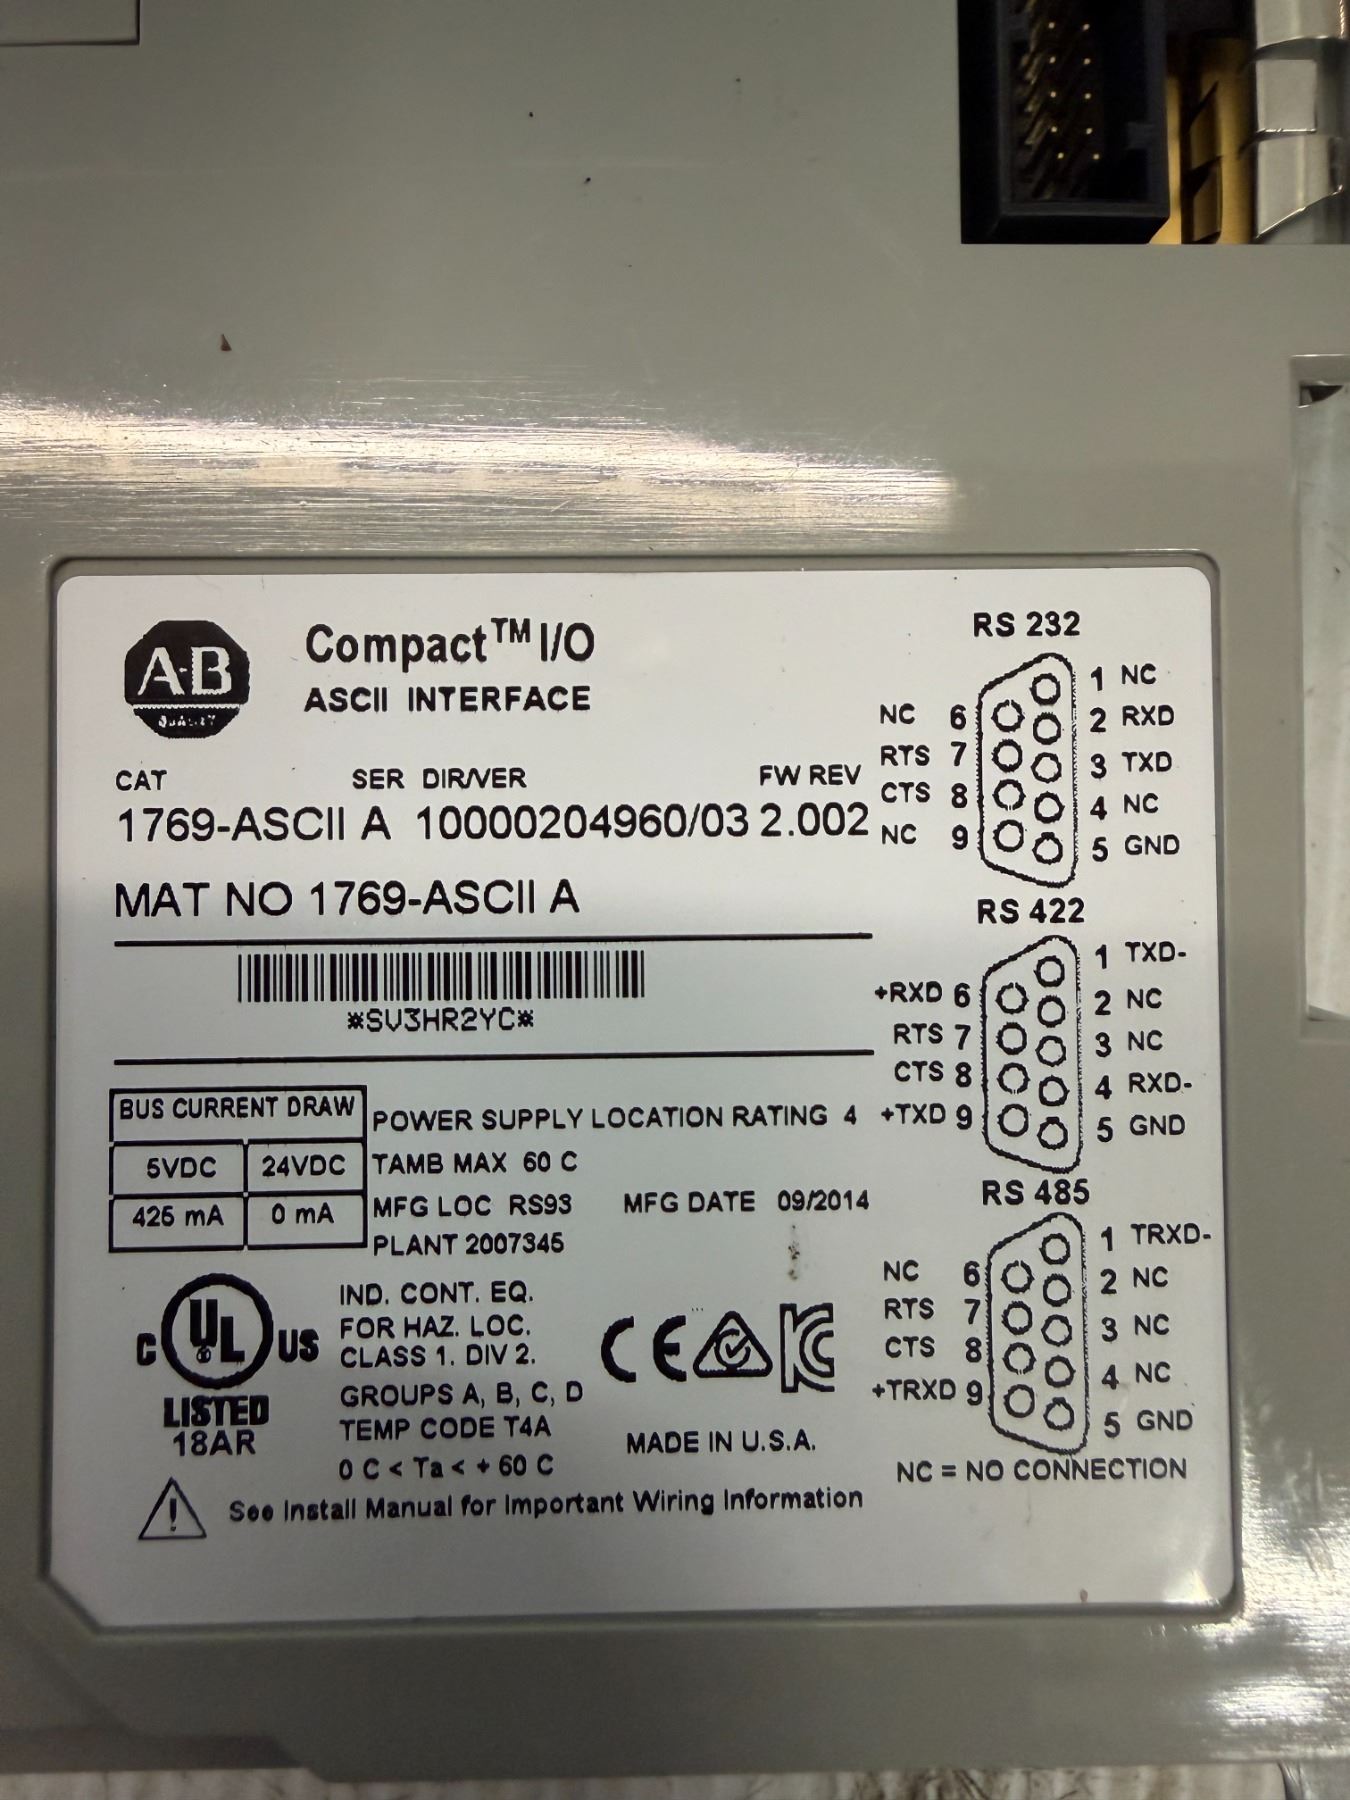 A-B
QUALITY
Compact™ I/O
ASCII INTERFACE
CAT SER DIR/VER FW REV
1769-ASCII A 10000204960/03 2.002
MAT NO 1769-ASCII A
*SV3HR2YC*
BUS CURRENT DRAW
5VDC 24VDC
425 mA 0 mA
POWER SUPPLY LOCATION RATING 4
TAMB MAX 60 C
MFG LOC RS93 MFG DATE 09/2014
PLANT 2007345
C UL US
LISTED
18AR
IND. CONT. EQ.
FOR HAZ. LOC.
CLASS 1. DIV 2.
GROUPS A, B, C, D
TEMP CODE T4A
0 C < Ta < + 60 C
CE
MADE IN U.S.A.
! See Install Manual for Important Wiring Information
RS 232
1 NC
NC 6
2 RXD
RTS 7
3 TXD
CTS 8
4 NC
NC 9
5 GND
RS 422
1 TXD-
+RXD 6
2 NC
RTS 7
3 NC
CTS 8
4 RXD-
+TXD 9
5 GND
RS 485
1 TRXD-
NC 6
2 NC
RTS 7
3 NC
CTS 8
4 NC
+TRXD 9
5 GND
NC = NO CONNECTION